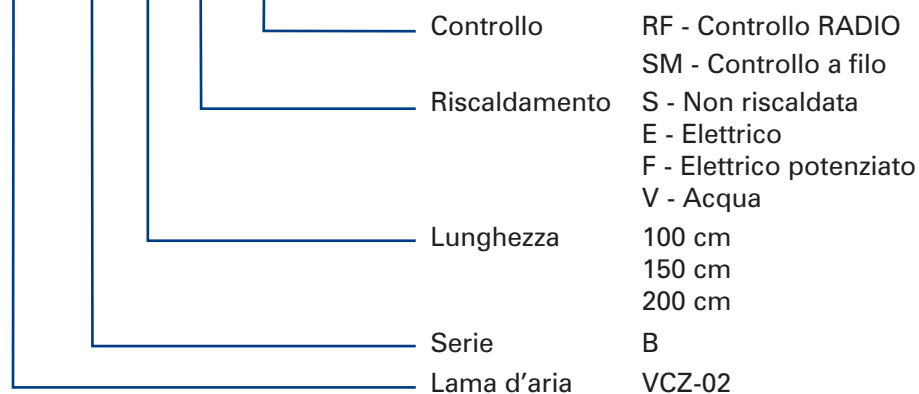 Controllo RF - Controllo RADIO
SM - Controllo a filo
Riscaldamento S - Non riscaldata
E - Elettrico
F - Elettrico potenziato
V - Acqua
Lunghezza 100 cm
150 cm
200 cm
Serie B
Lama d'aria VCZ-02